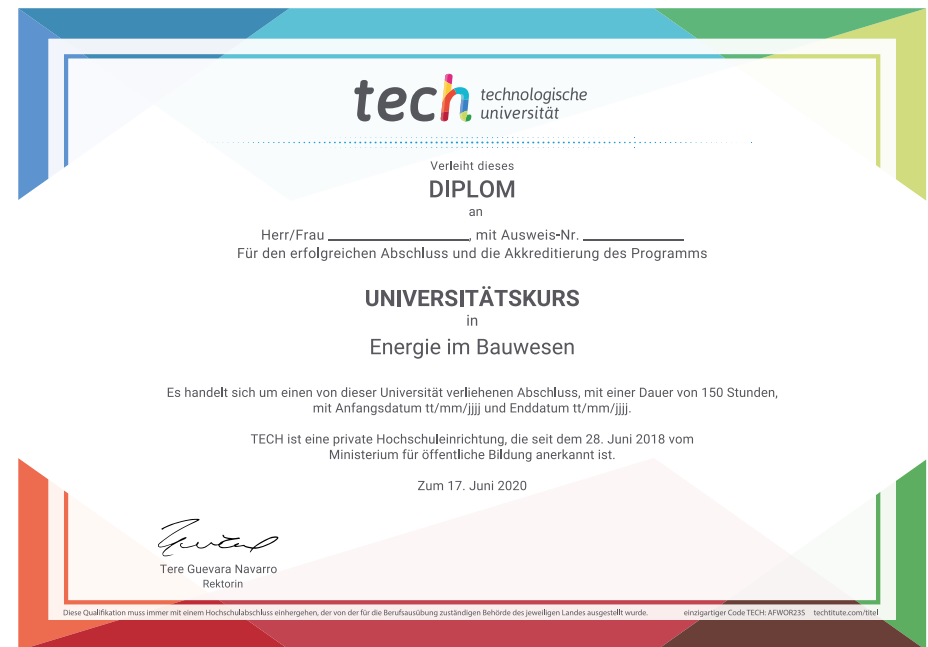 tech technologische
universität
Verleiht dieses
DIPLOM
an
Herr/Frau ____________________, mit Ausweis-Nr. ______________
Für den erfolgreichen Abschluss und die Akkreditierung des Programms
UNIVERSITÄTSKURS
in
Energie im Bauwesen
Es handelt sich um einen von dieser Universität verliehenen Abschluss, mit einer Dauer von 150 Stunden,
mit Anfangsdatum tt/mm/jjjj und Enddatum tt/mm/jjjj.
TECH ist eine private Hochschuleinrichtung, die seit dem 28. Juni 2018 vom
Ministerium für öffentliche Bildung anerkannt ist.
Zum 17. Juni 2020
Tere Guevara Navarro
Rektorin
Diese Qualifikation muss immer mit einem Hochschulabschluss einhergehen, der von der für die Berufsausübung zuständigen Behörde des jeweiligen Landes ausgestellt wurde. einzigartiger Code TECH: AFWOR235 techtitute.com/titel